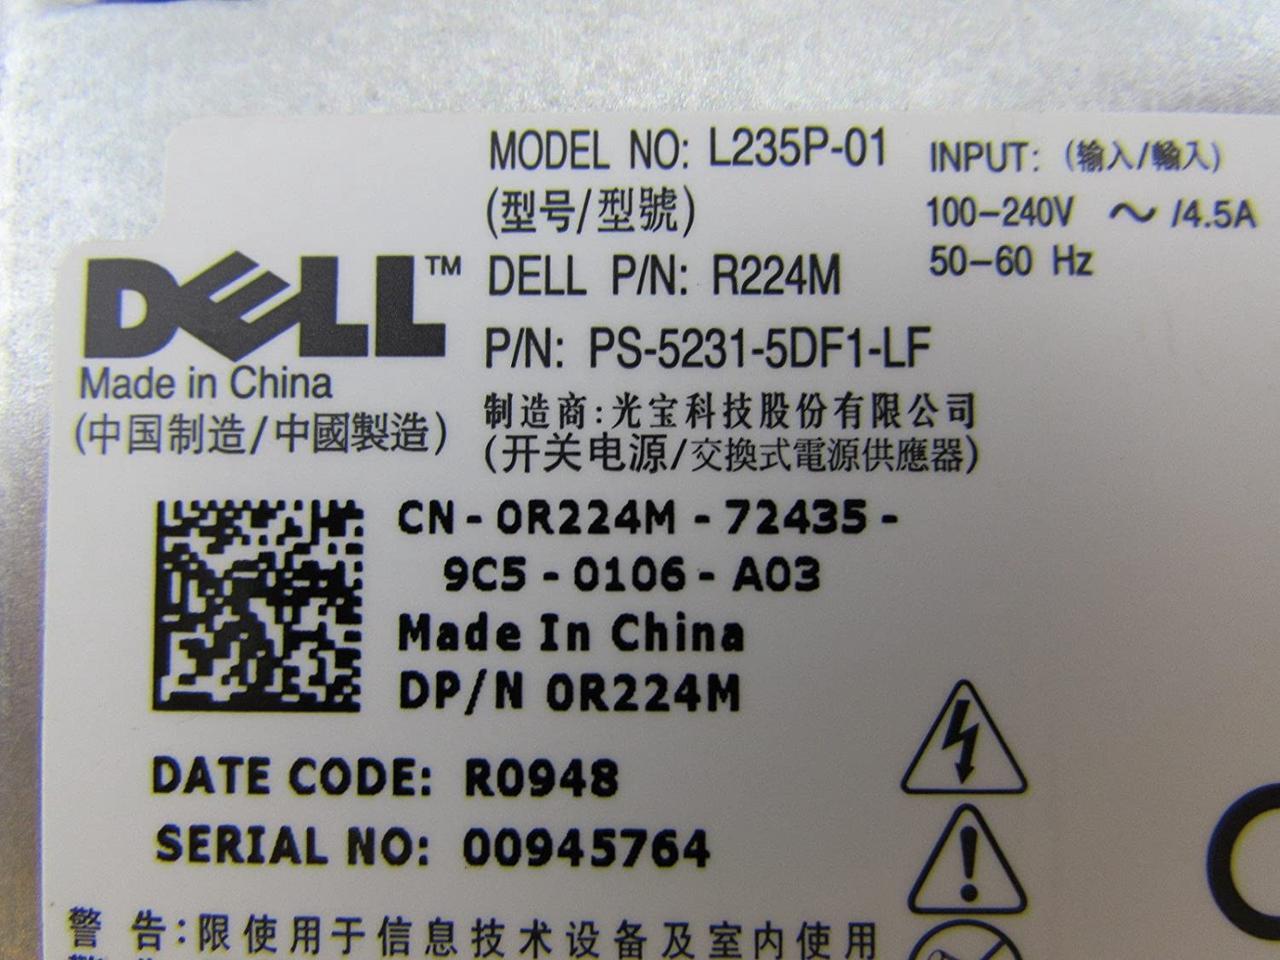 MODEL NO: L235P-01
(型号/型號)
INPUT: (输入/輸入)
100-240V ~ /4.5A
50-60 Hz
DELL™
Made in China
(中国制造/中國製造)
DELL P/N: R224M
P/N: PS-5231-5DF1-LF
制造商:光宝科技股份有限公司
(开关电源/交換式電源供應器)
CN-0R224M-72435-
9C5-0106-A03
Made In China
DP/N 0R224M
DATE CODE: R0948
SERIAL NO: 00945764
警 告:限使用于信息技术设备及室内使用